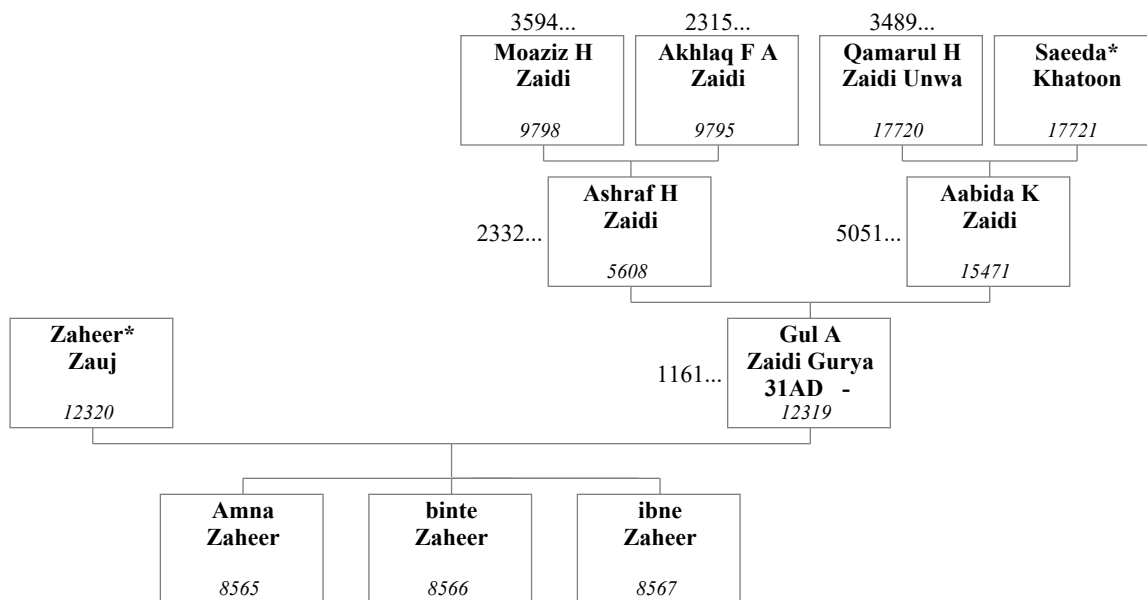 3594...
2315...
3489...
Moaziz H
Zaidi
9798
Akhlaq F A
Zaidi
9795
Qamarul H
Zaidi Unwa
17720
Saeeda*
Khatoon
17721
2332...
Ashraf H
Zaidi
5608
5051...
Aabida K
Zaidi
15471
Zaheer*
Zauj
12320
1161...
Gul A
Zaidi Gurya
31AD -
12319
Amna
Zaheer
8565
binte
Zaheer
8566
ibne
Zaheer
8567